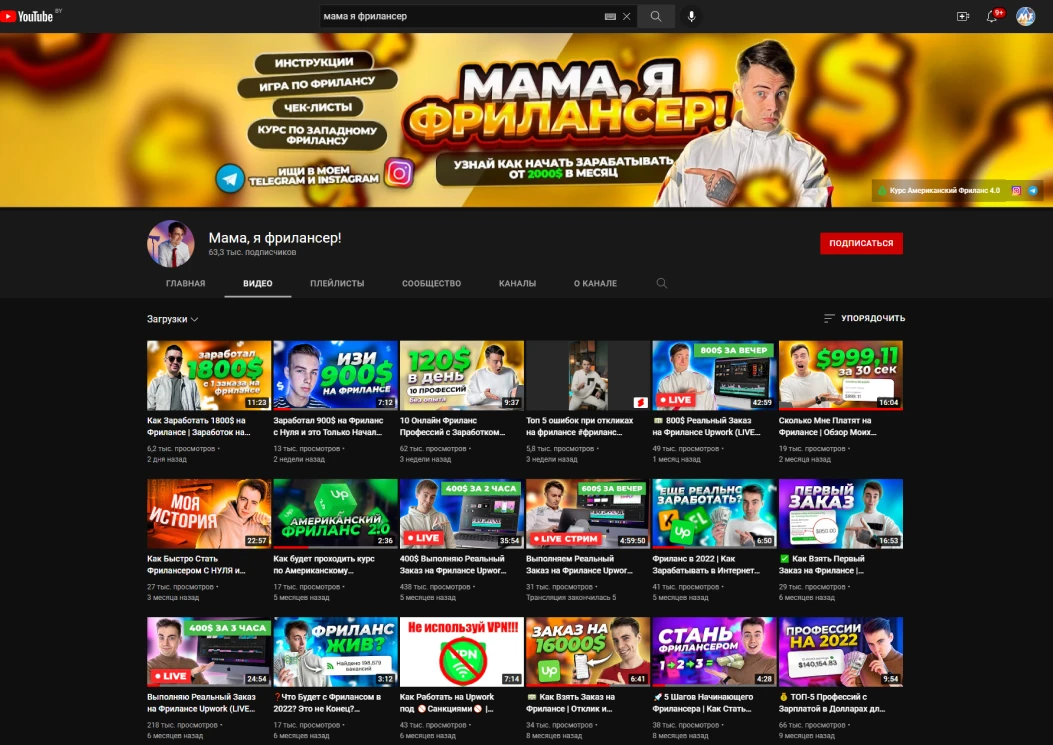 YouTube BY
мама я фрилансер
9+
ИНСТРУКЦИИ
ИГРА ПО ФРИЛАНСУ
ЧЕК-ЛИСТЫ
КУРС ПО ЗАПАДНОМУ
ФРИЛАНСУ
ИЩИ В МОЕМ
TELEGRAM И INSTAGRAM
МАМА, Я
ФРИЛАНСЕР!
УЗНАЙ КАК НАЧАТЬ ЗАРАБАТЫВАТЬ
ОТ 2000$ В МЕСЯЦ
Курс Американский Фриланс 4.0
Мама, я фрилансер!
63,3 тыс. подписчиков
ПОДПИСАТЬСЯ
ГЛАВНАЯ
ВИДЕО
ПЛЕЙЛИСТЫ
СООБЩЕСТВО
КАНАЛЫ
О КАНАЛЕ
Загрузки
УПОРЯДОЧИТЬ
заработал
1800$
с 1 заказа на
фрилансе
11:23
Как Заработать 1800$ на
Фрилансе | Заработок на...
6,2 тыс. просмотров •
2 дня назад
ИЗИ
900$
НА ФРИЛАНСЕ
7:12
Заработал 900$ на Фриланс
с Нуля и это Только Начал...
13 тыс. просмотров •
2 недели назад
120$
в день
10 ПРОФЕССИЙ
без опыта
9:37
10 Онлайн Фриланс
Профессий с Заработком...
62 тыс. просмотров •
3 недели назад
Топ 5 ошибок при откликах
на фрилансе #фриланс...
5,8 тыс. просмотров •
3 недели назад
800$ ЗА ВЕЧЕР
LIVE
42:59
800$ Реальный Заказ
на Фрилансе Upwork (LIVE...
49 тыс. просмотров •
1 месяц назад
$999.11
за 30 сек
16:04
Сколько Мне Платят на
Фрилансе | Обзор Моих...
19 тыс. просмотров •
2 месяца назад
МОЯ
ИСТОРИЯ
22:57
Как Быстро Стать
Фрилансером С НУЛЯ и...
27 тыс. просмотров •
3 месяца назад
Up
АМЕРИКАНСКИЙ
ФРИЛАНС 2.0
2:36
Как будет проходить курс
по Американскому...
17 тыс. просмотров •
5 месяцев назад
400$ ЗА 2 ЧАСА
LIVE
35:54
400$ Выполняю Реальный
Заказ на Фрилансе Upwor...
438 тыс. просмотров •
5 месяцев назад
600$ ЗА ВЕЧЕР
LIVE СТРИМ
4:59:50
Выполняем Реальный
Заказ на Фрилансе Upwor...
31 тыс. просмотров •
Трансляция закончилась 5
ЕЩЕ РЕАЛЬНО
ЗАРАБОТАТЬ?
Up
FL
6:50
Фриланс в 2022 | Как
Зарабатывать в Интернет...
41 тыс. просмотров •
5 месяцев назад
ПЕРВЫЙ
ЗАКАЗ
$850.00
16:53
Как Взять Первый
Заказ на Фрилансе |...
29 тыс. просмотров •
6 месяцев назад
400$ ЗА 3 ЧАСА
LIVE
24:54
Выполняю Реальный Заказ
на Фрилансе Upwork (LIVE...
218 тыс. просмотров •
6 месяцев назад
ФРИЛАНС
ЖИВ?
Найдено 198,879
вакансий
3:12
?Что Будет с Фрилансом в
2022? Это не Конец?...
17 тыс. просмотров •
6 месяцев назад
Не используй VPN!!!
VPN
7:14
Как Работать на Upwork
под Санкциями |...
43 тыс. просмотров •
6 месяцев назад
ЗАКАЗ НА
16000$
up
6:41
Как Взять Заказ на
Фрилансе | Отклик и...
34 тыс. просмотров •
8 месяцев назад
СТАНЬ
ФРИЛАНСЕРОМ
1→2→3=
4:28
5 Шагов Начинающего
Фрилансера | Как Стать...
38 тыс. просмотров •
8 месяцев назад
ПРОФЕССИИ
НА 2022
$140,154.83
9:54
ТОП-5 Профессий с
Зарплатой в Долларах дл...
66 тыс. просмотров •
9 месяцев назад